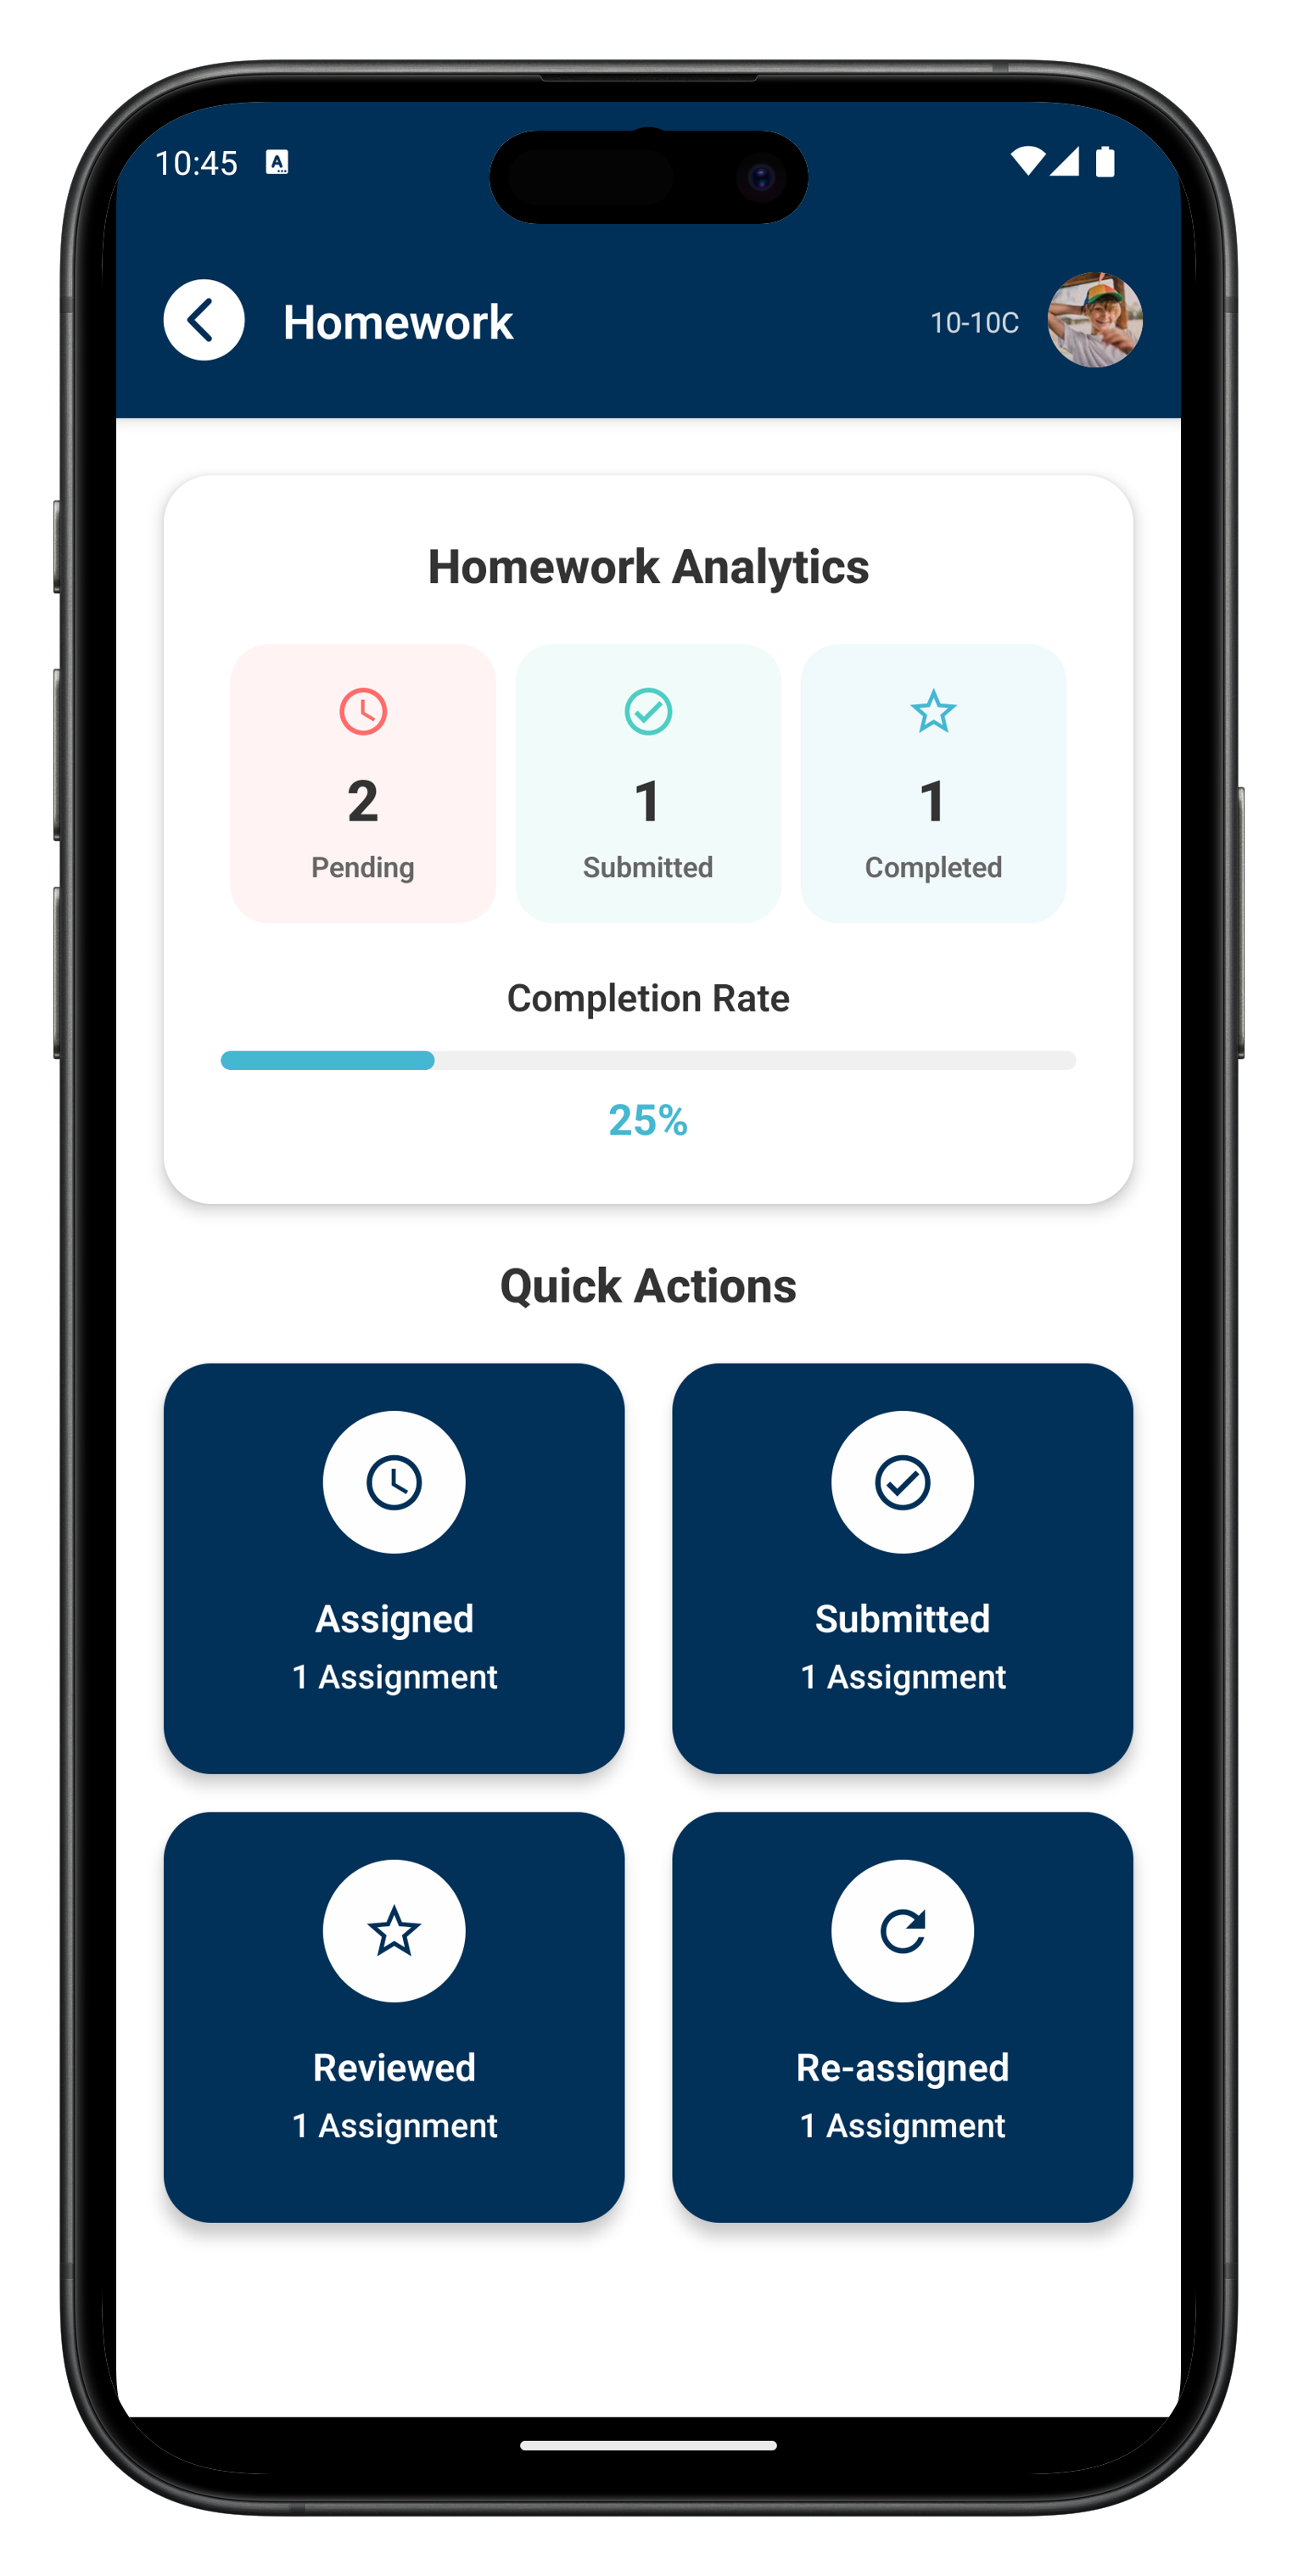 10:45
Homework
10-10C
Homework Analytics
2
1
1
Pending
Submitted
Completed
Completion Rate
25%
Quick Actions
Assigned
Submitted
1 Assignment
1 Assignment
Reviewed
Re-assigned
1 Assignment
1 Assignment